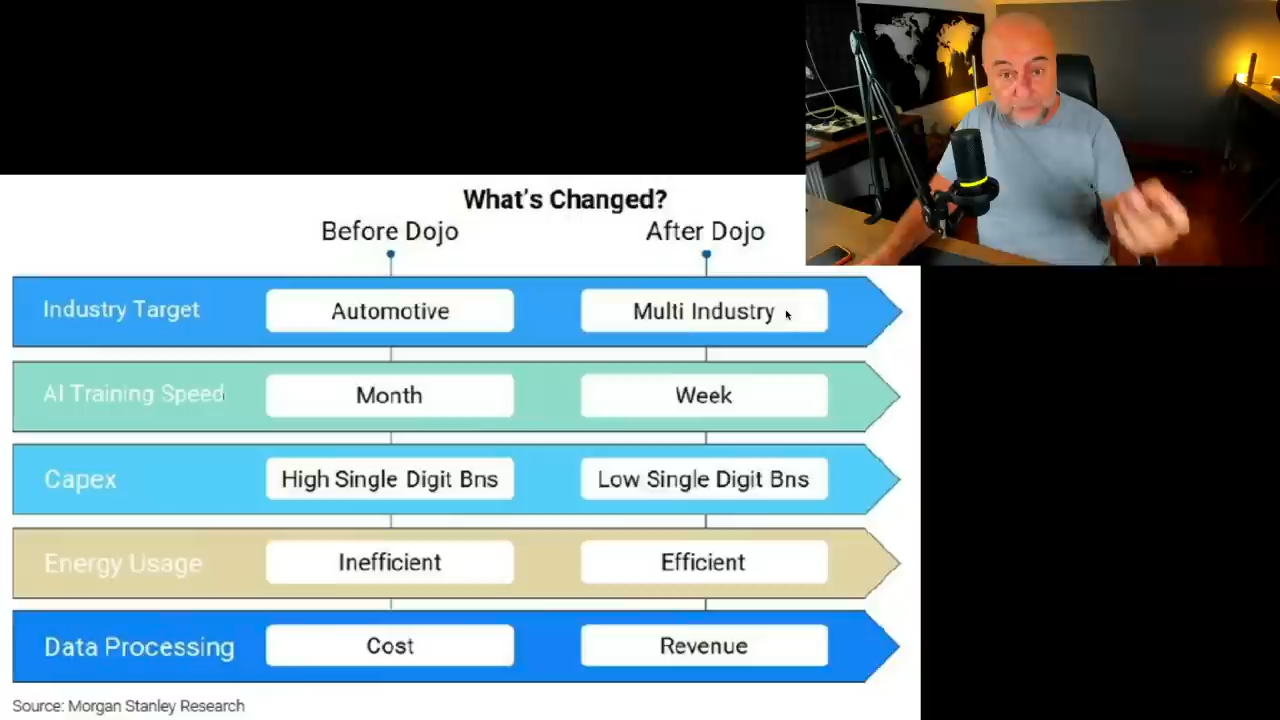 What's Changed?
Before Dojo After Dojo
Industry Target Automotive Multi Industry
AI Training Speed Month Week
Capex High Single Digit Bns Low Single Digit Bns
Energy Usage Inefficient Efficient
Data Processing Cost Revenue
Source: Morgan Stanley Research